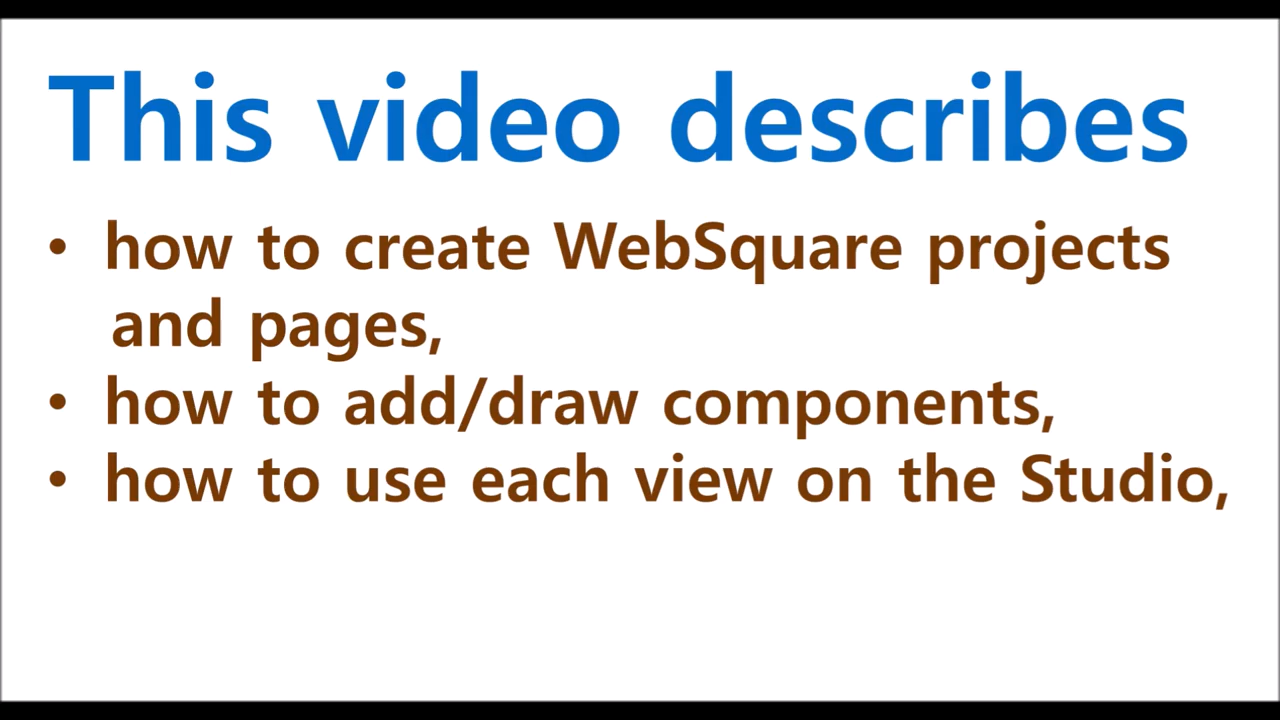 This video describes
• how to create WebSquare projects
and pages,
• how to add/draw components,
• how to use each view on the Studio,